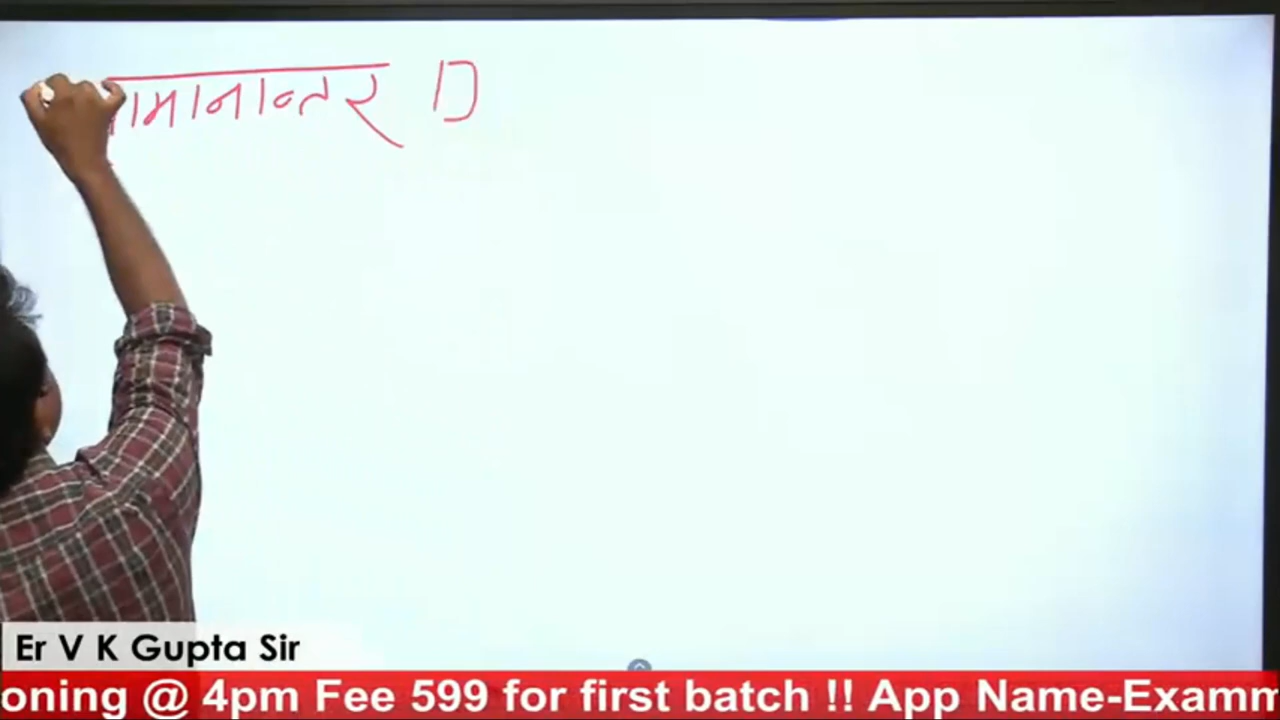 ामानान्तर D
Er V K Gupta Sir
oning @ 4pm Fee 599 for first batch !! App Name-Examm